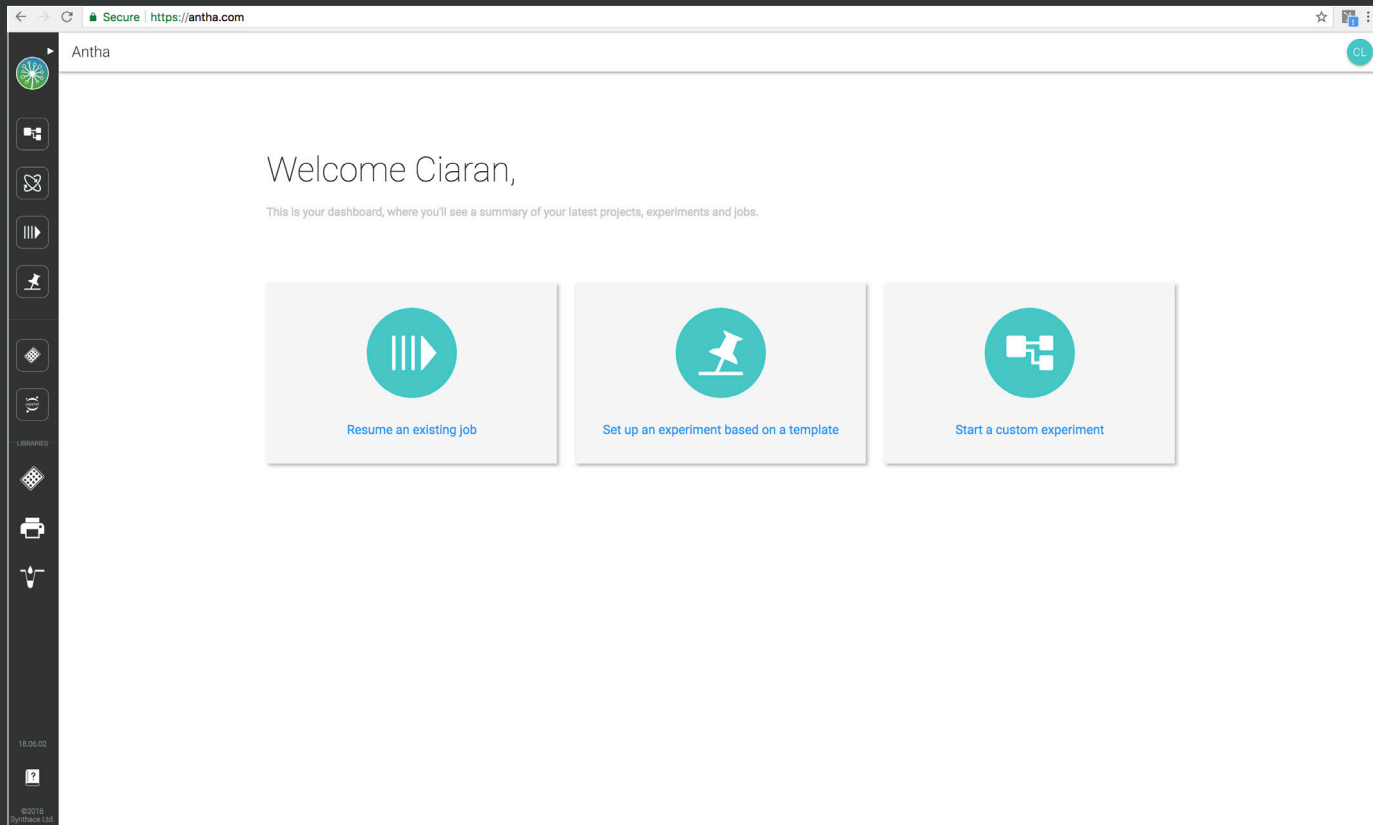 Secure https://antha.com
Antha
CL
Welcome Ciaran,
This is your dashboard, where you'll see a summary of your latest projects, experiments and jobs.
Resume an existing job
Set up an experiment based on a template
Start a custom experiment
LIBRARIES
18.06.02
?
©2018
Synthace Ltd.